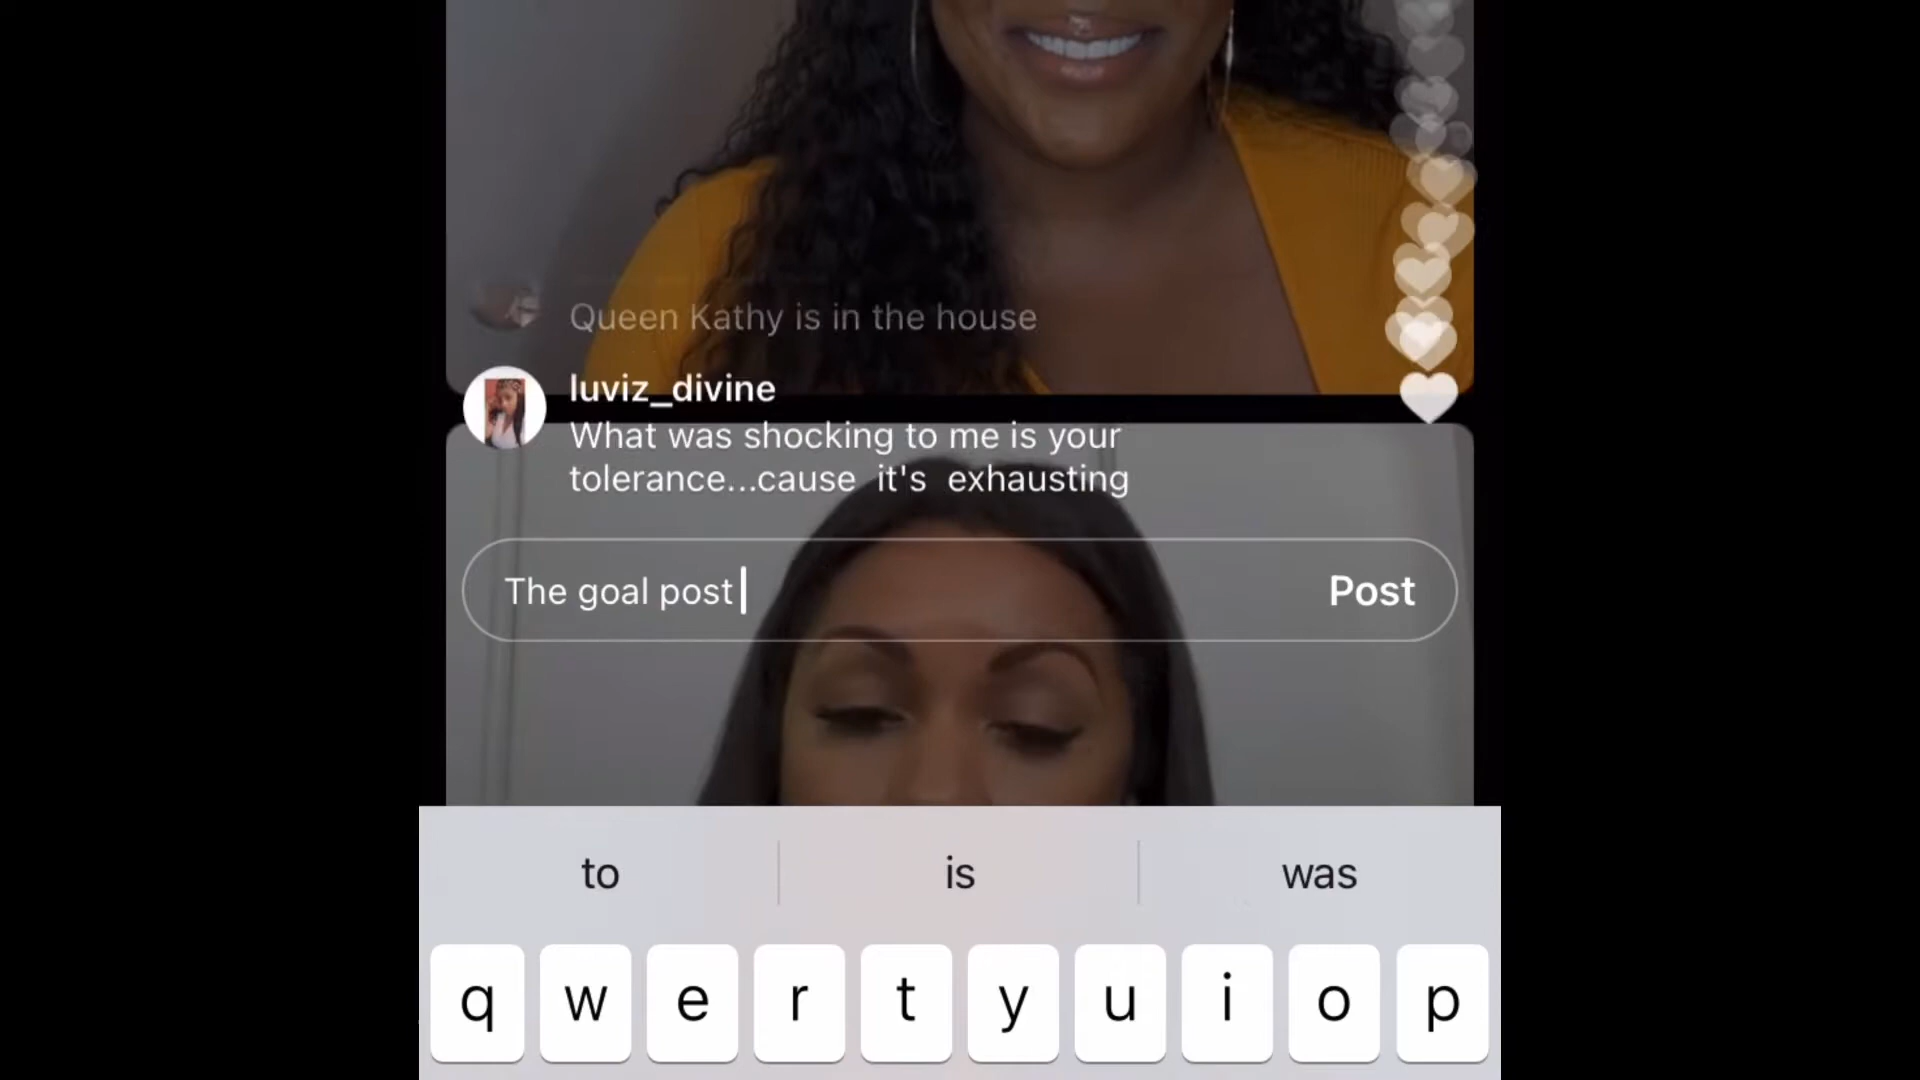 Queen Kathy is in the house
luviz_divine
What was shocking to me is your
tolerance...cause it's exhausting
The goal post
Post
to is was
q w e r t y u i o p